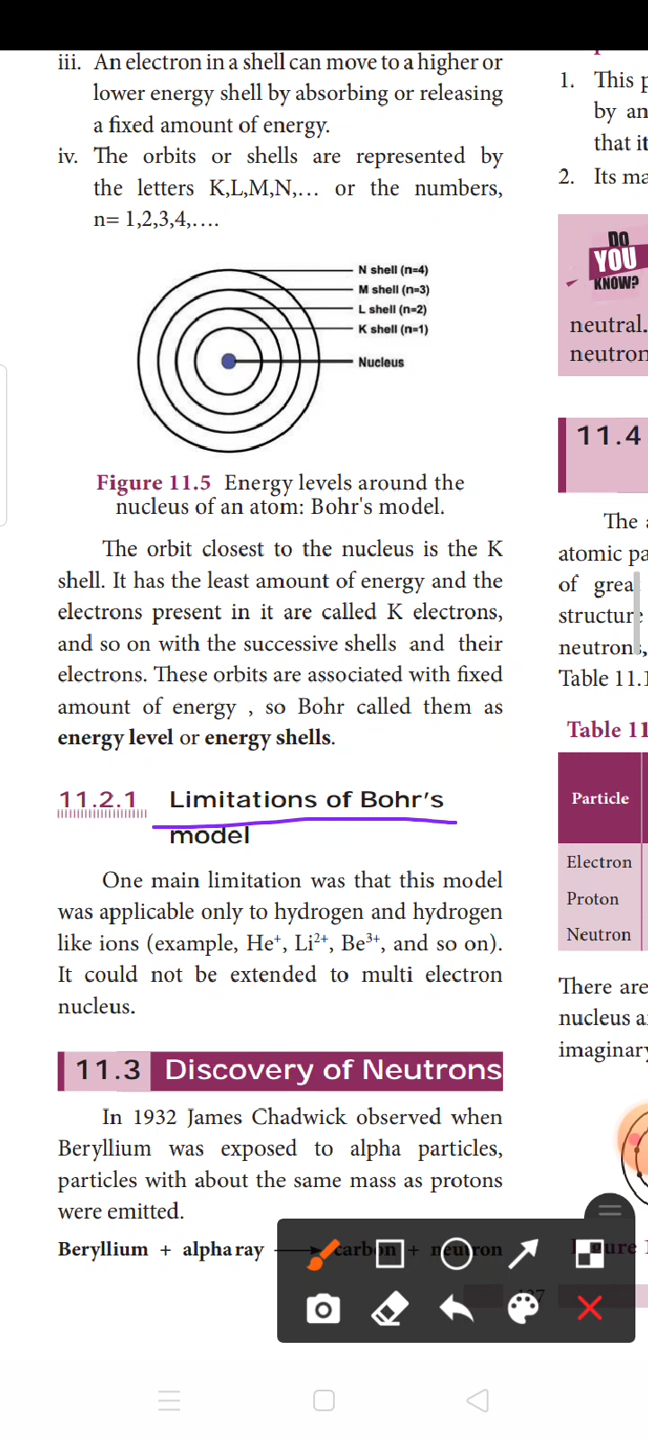 iii. An electron in a shell can move to a higher or
lower energy shell by absorbing or releasing
a fixed amount of energy.
iv. The orbits or shells are represented by
the letters K,L,M,N,... or the numbers,
n= 1,2,3,4,....
N shell (n=4)
M shell (n=3)
L shell (n=2)
K shell (n=1)
Nucleus
Figure 11.5 Energy levels around the
nucleus of an atom: Bohr's model.
The orbit closest to the nucleus is the K
shell. It has the least amount of energy and the
electrons present in it are called K electrons,
and so on with the successive shells and their
electrons. These orbits are associated with fixed
amount of energy , so Bohr called them as
energy level or energy shells.
11.2.1 Limitations of Bohr's
model
One main limitation was that this model
was applicable only to hydrogen and hydrogen
like ions (example, He⁺, Li²⁺, Be³⁺, and so on).
It could not be extended to multi electron
nucleus.
11.3 Discovery of Neutrons
In 1932 James Chadwick observed when
Beryllium was exposed to alpha particles,
particles with about the same mass as protons
were emitted.
Beryllium + alpha ray → carbon + neutron
1. This
by an
that it
2. Its
DO
YOU
KNOW?
neutral.
11.4
The
atomic
of
Table 11
Particle
Electron
Proton
Neutron
There are
nucleus